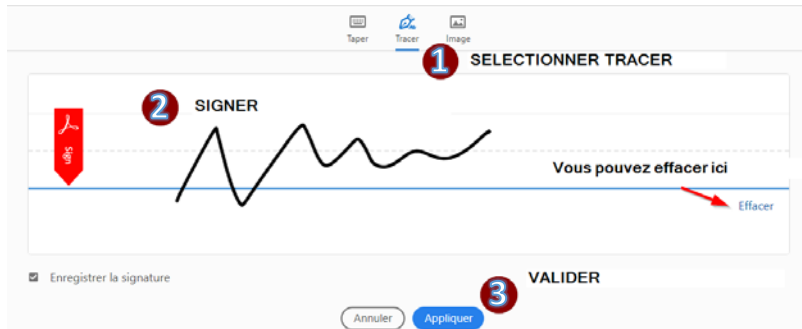 Taper Tracer Image
1 SELECTIONNER TRACER
2 SIGNER
Sign
Vous pouvez effacer ici
Effacer
Enregistrer la signature
3 VALIDER
Annuler Appliquer